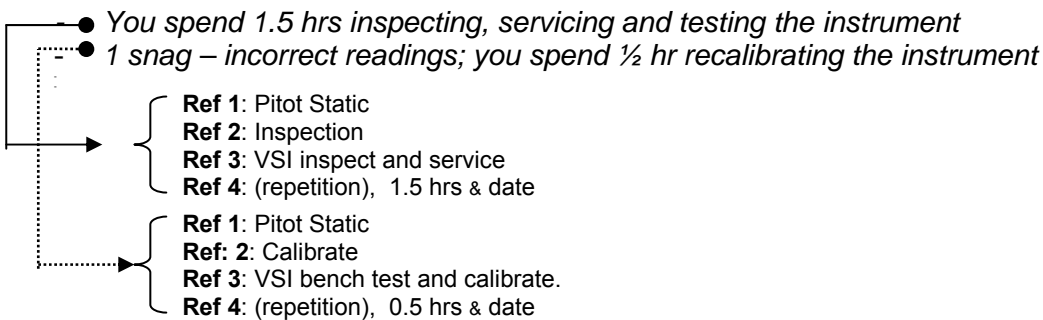 You spend 1.5 hrs inspecting, servicing and testing the instrument
1 snag – incorrect readings; you spend ½ hr recalibrating the instrument
Ref 1: Pitot Static
Ref 2: Inspection
Ref 3: VSI inspect and service
Ref 4: (repetition), 1.5 hrs & date
Ref 1: Pitot Static
Ref: 2: Calibrate
Ref 3: VSI bench test and calibrate.
Ref 4: (repetition), 0.5 hrs & date